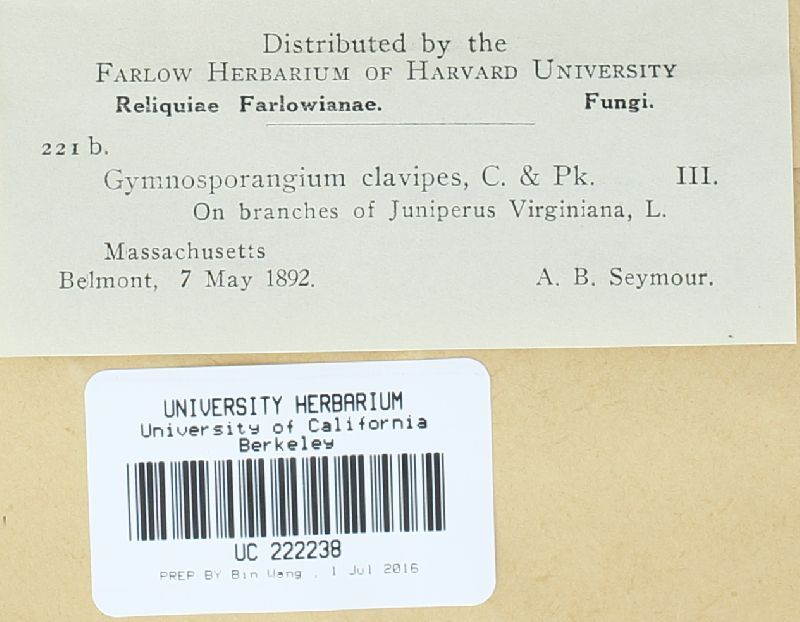 Distributed by the
Farlow Herbarium of Harvard University
Reliquiae Farlowianae. Fungi.
221 b.
Gymnosporangium clavipes, C. & Pk. III.
On branches of Juniperus Virginiana, L.
Massachusetts
Belmont, 7 May 1892. A. B. Seymour.
UNIVERSITY HERBARIUM
University of California
Berkeley
UC 222238
PREP BY Bin Wang . 1 Jul 2016